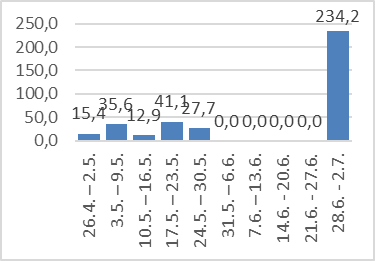 234,2
250,0
200,0
150,0
100,0
50,0
0,0
15,4
35,6
12,9
41,1
27,7
0,0
0,0
0,0
0,0
26.4. – 2.5.
3.5. – 9.5.
10.5. – 16.5.
17.5. – 23.5.
24.5. – 30.5.
31.5. – 6.6.
7.6. – 13.6.
14.6. - 20.6.
21.6. - 27.6.
28.6. - 2.7.